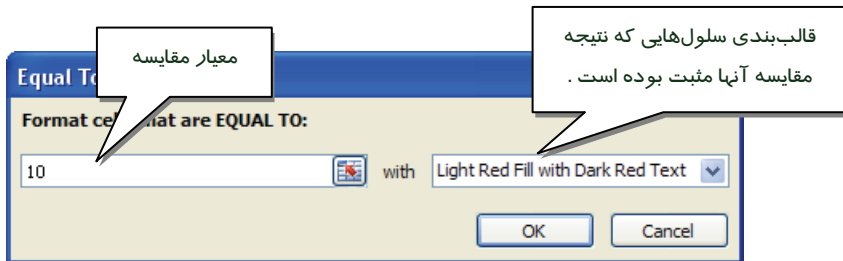 قالب‌بندی سلول‌هایی که نتیجه
مقایسه آنها مثبت بوده است .
معیار مقایسه
Equal To
Format cel hat are EQUAL TO:
10 with Light Red Fill with Dark Red Text
OK Cancel